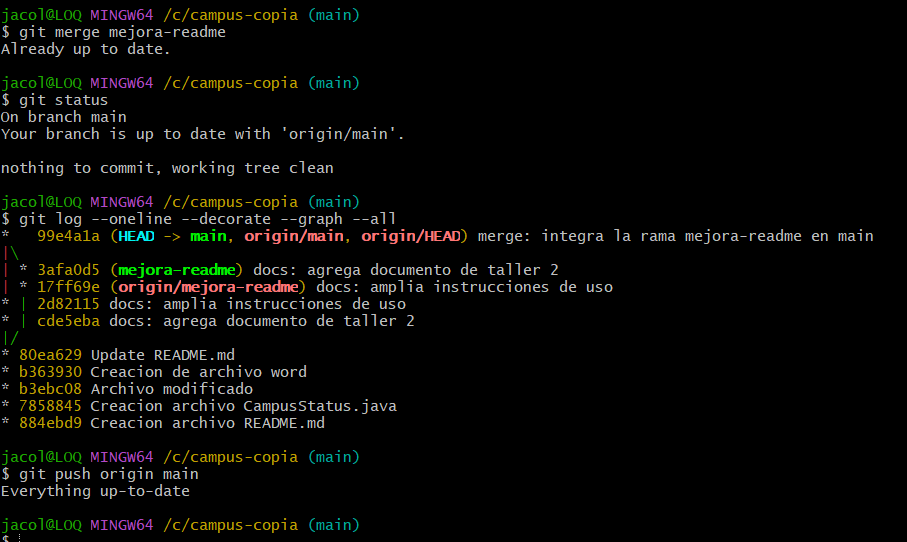 jacol@LOQ MINGW64 /c/campus-copia (main)
$ git merge mejora-readme
Already up to date.
jacol@LOQ MINGW64 /c/campus-copia (main)
$ git status
On branch main
Your branch is up to date with 'origin/main'.
nothing to commit, working tree clean
jacol@LOQ MINGW64 /c/campus-copia (main)
$ git log --oneline --decorate --graph --all
*   99e4a1a (HEAD -> main, origin/main, origin/HEAD) merge: integra la rama mejora-readme en main
|\
| * 3afa0d5 (mejora-readme) docs: agrega documento de taller 2
| * 17ff69e (origin/mejora-readme) docs: amplia instrucciones de uso
* | 2d82115 docs: amplia instrucciones de uso
* | cde5eba docs: agrega documento de taller 2
|/
* 80ea629 Update README.md
* b363930 Creacion de archivo word
* b3ebc08 Archivo modificado
* 7858845 Creacion archivo CampusStatus.java
* 884ebd9 Creacion archivo README.md
jacol@LOQ MINGW64 /c/campus-copia (main)
$ git push origin main
Everything up-to-date
jacol@LOQ MINGW64 /c/campus-copia (main)
$